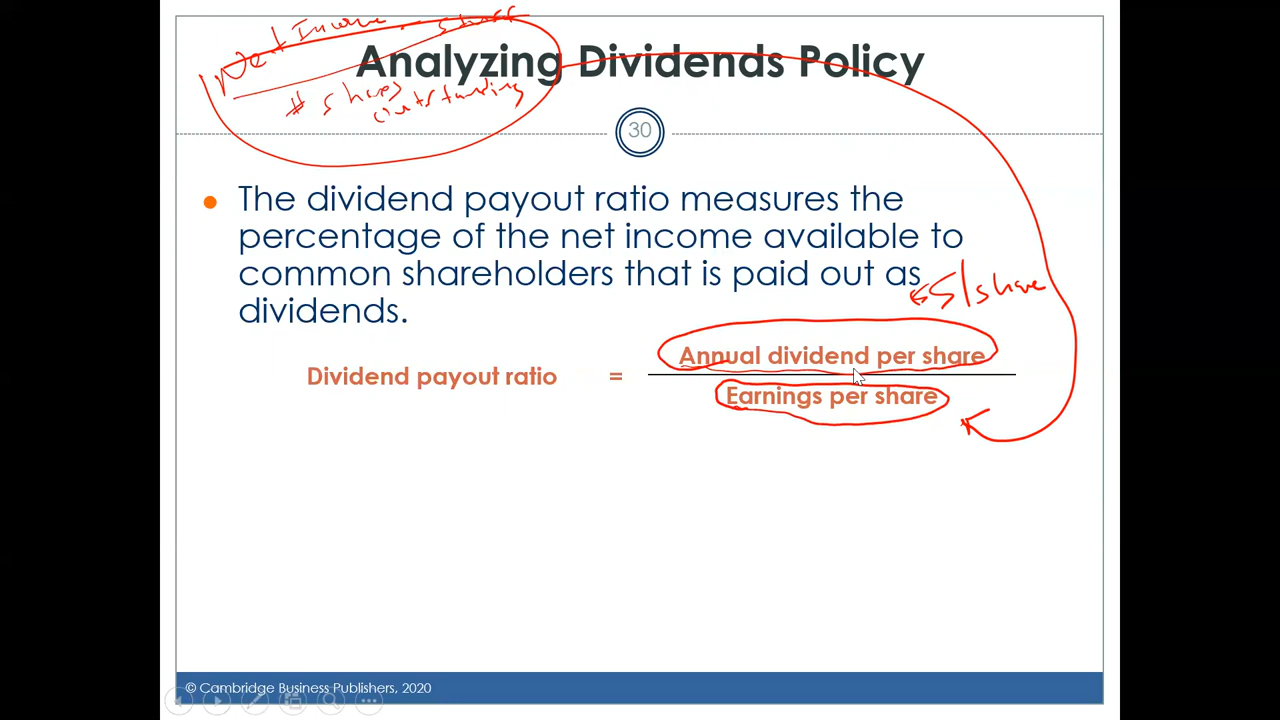 Net Income - stuff
# shares
outstanding
Analyzing Dividends Policy
30
• The dividend payout ratio measures the
percentage of the net income available to
common shareholders that is paid out as
dividends.
$/share
Dividend payout ratio = Annual dividend per share
Earnings per share
© Cambridge Business Publishers, 2020